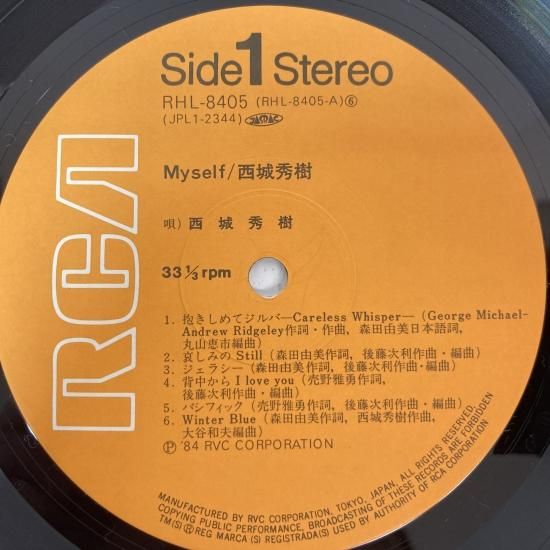 Side 1 Stereo
RHL-8405 (RHL-8405-A)⑥
(JPL1-2344) JASRAC
RCA
Myself/西城秀樹
唄) 西城秀樹
33 1/3 rpm
1. 抱きしめてジルバ―Careless Whisper―(George Michael-
Andrew Ridgeley作詞・作曲、森田由美日本語詞、
丸山恵市編曲)
2. 哀しみの Still (森田由美作詞、後藤次利作曲・編曲)
3. ジェラシー (森田由美作詞、後藤次利作曲・編曲)
4. 背中から I love you (売野雅勇作詞、
後藤次利作曲・編曲)
5. パシフィック (売野雅勇作詞、後藤次利作曲・編曲)
6. Winter Blue (森田由美作詞、西城秀樹作曲、
大谷和夫編曲)
Ⓟ '84 RVC CORPORATION
MANUFACTURED BY RVC CORPORATION, TOKYO, JAPAN, ALL RIGHTS RESERVED,
COPYING PUBLIC PERFORMANCE, BROADCASTING OF THESE RECORDS ARE FORBIDDEN
TM(S) ® REG MARCA (S) REGISTRADA(S) USED BY AUTHORITY OF RCA CORPORATION